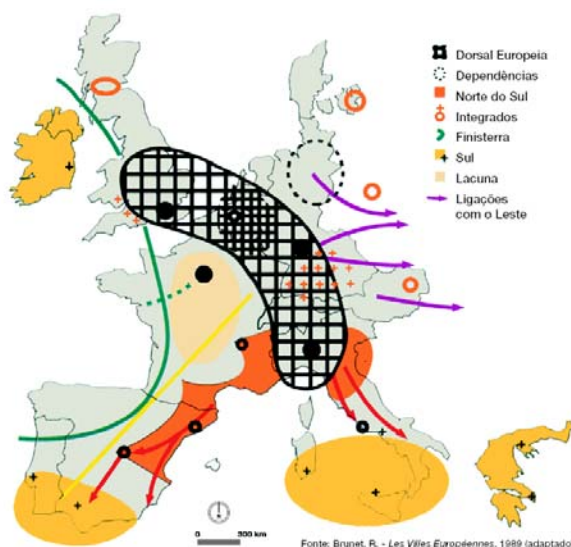 Dorsal Europeia
Dependências
Norte do Sul
Integrados
Finisterra
Sul
Lacuna
Ligações
com o Leste
0 300 km
Fonte: Brunet, R. - Les Villes Européennes, 1989 (adaptado